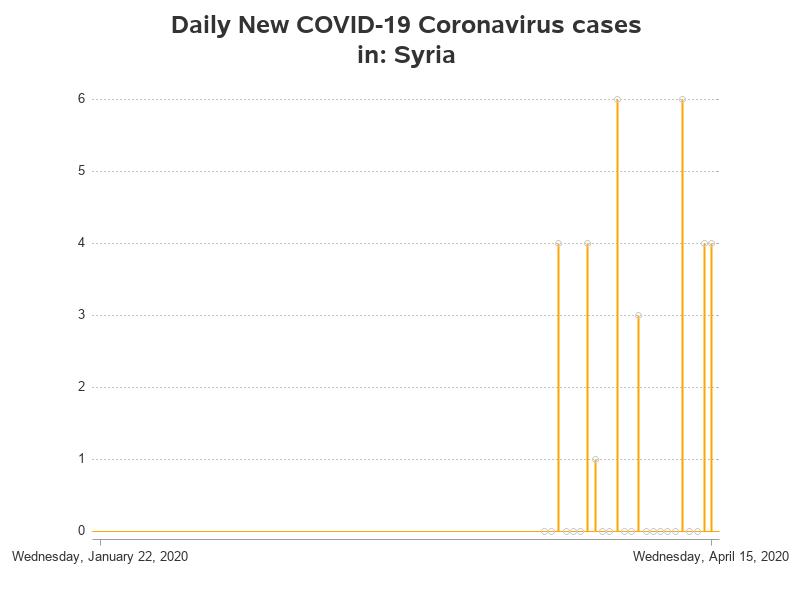 Daily New COVID-19 Coronavirus cases
in: Syria
6
5
4
3
2
1
0
Wednesday, January 22, 2020
Wednesday, April 15, 2020